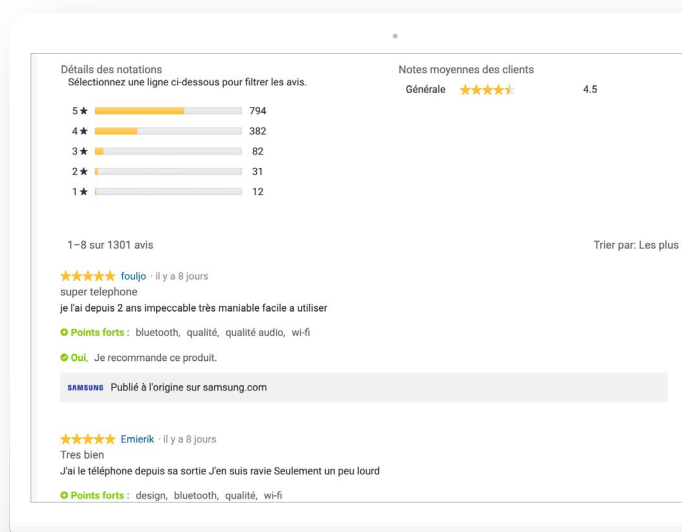 Détails des notations
Sélectionnez une ligne ci-dessous pour filtrer les avis.
5★ 794
4★ 382
3★ 82
2★ 31
1★ 12
Notes moyennes des clients
Générale ★★★★★ 4.5
1–8 sur 1301 avis
Trier par: Les plus
★★★★★ fouljo · il y a 8 jours
super telephone
je l'ai depuis 2 ans impeccable très maniable facile a utiliser
Points forts : bluetooth, qualité, qualité audio, wi-fi
Oui, Je recommande ce produit.
SAMSUNG Publié à l'origine sur samsung.com
★★★★★ Emierik · il y a 8 jours
Tres bien
J'ai le téléphone depuis sa sortie J'en suis ravie Seulement un peu lourd
Points forts : design, bluetooth, qualité, wi-fi